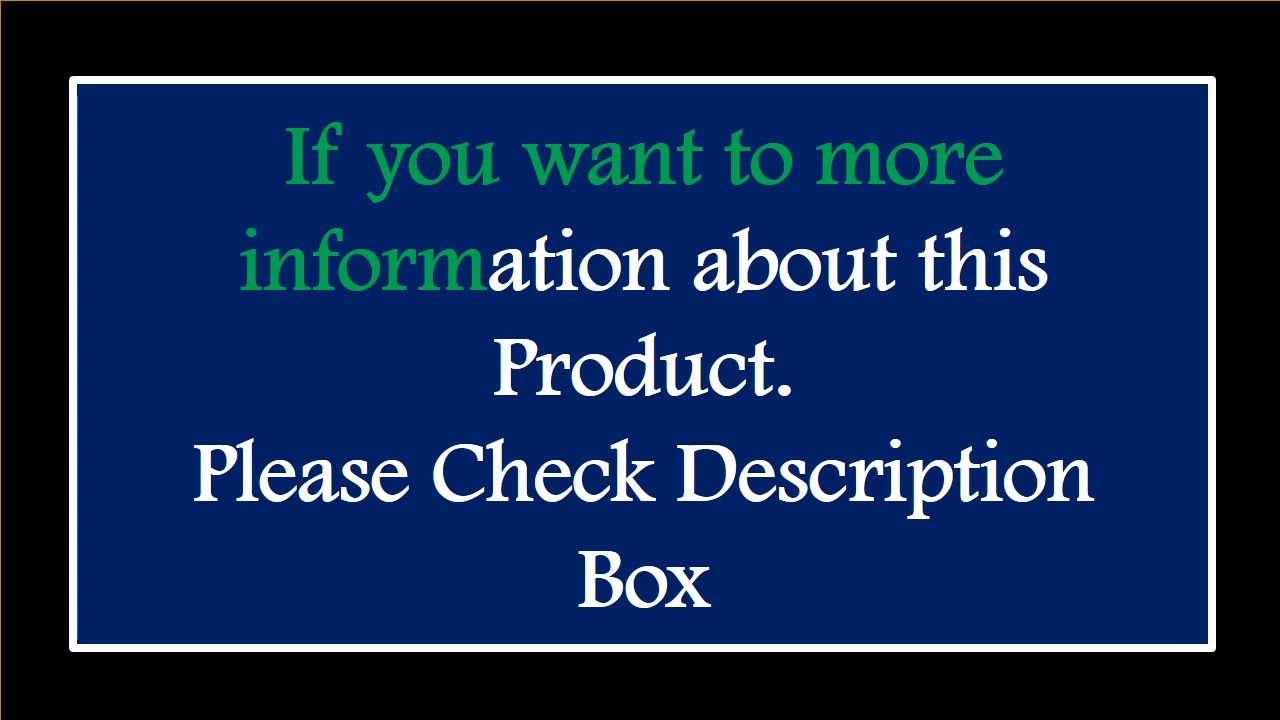 If you want to more
information about this
Product.
Please Check Description
Box